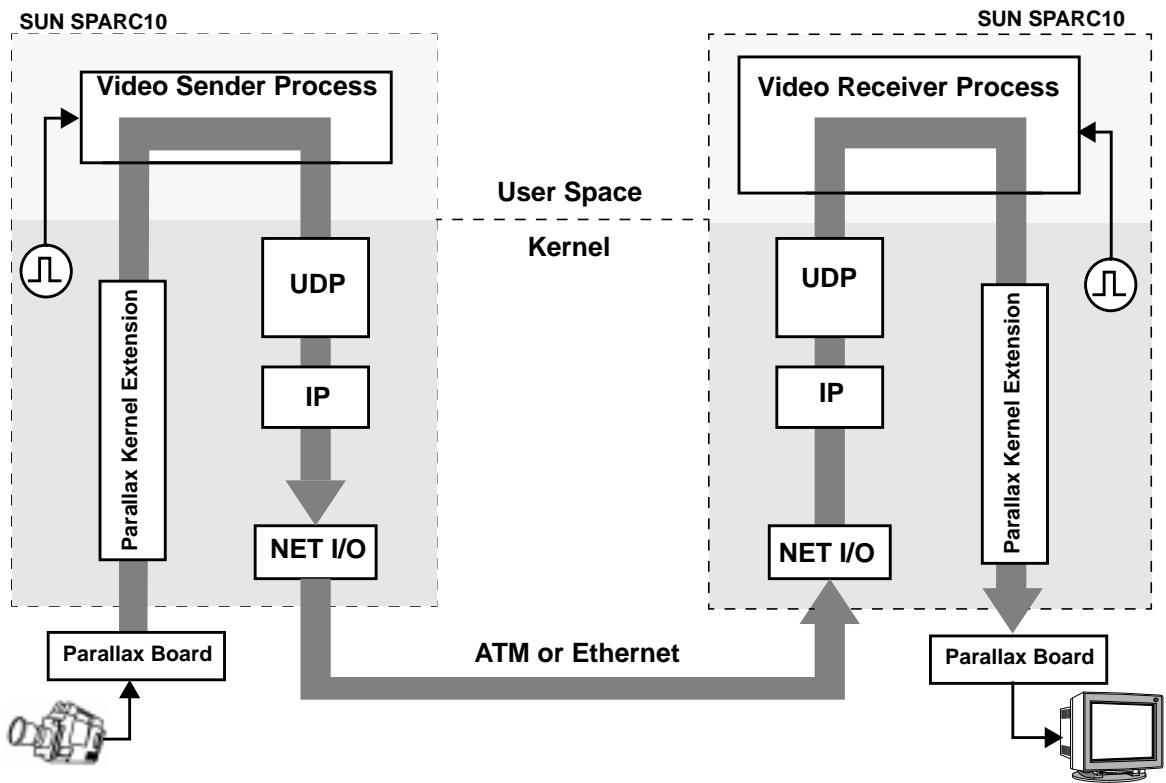 SUN SPARC10
SUN SPARC10
Video Sender Process
Video Receiver Process
User Space
Kernel
UDP
IP
NET I/O
Parallax Kernel Extension
UDP
IP
NET I/O
Parallax Kernel Extension
Parallax Board
ATM or Ethernet
Parallax Board